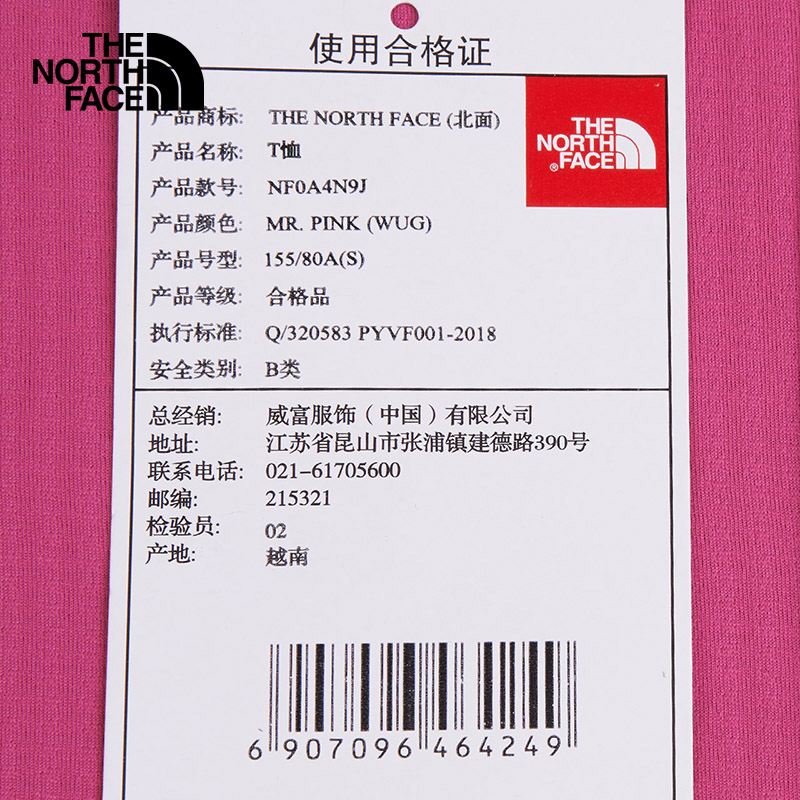 THE
NORTH
FACE
使用合格证
产品商标: THE NORTH FACE (北面)
产品名称: T恤
产品款号: NF0A4N9J
产品颜色: MR. PINK (WUG)
产品号型: 155/80A(S)
产品等级: 合格品
执行标准: Q/320583 PYVF001-2018
安全类别: B类
THE
NORTH
FACE
®
总经销: 威富服饰（中国）有限公司
地址: 江苏省昆山市张浦镇建德路390号
联系电话: 021-61705600
邮编: 215321
检验员: 02
产地: 越南
6 907096 464249